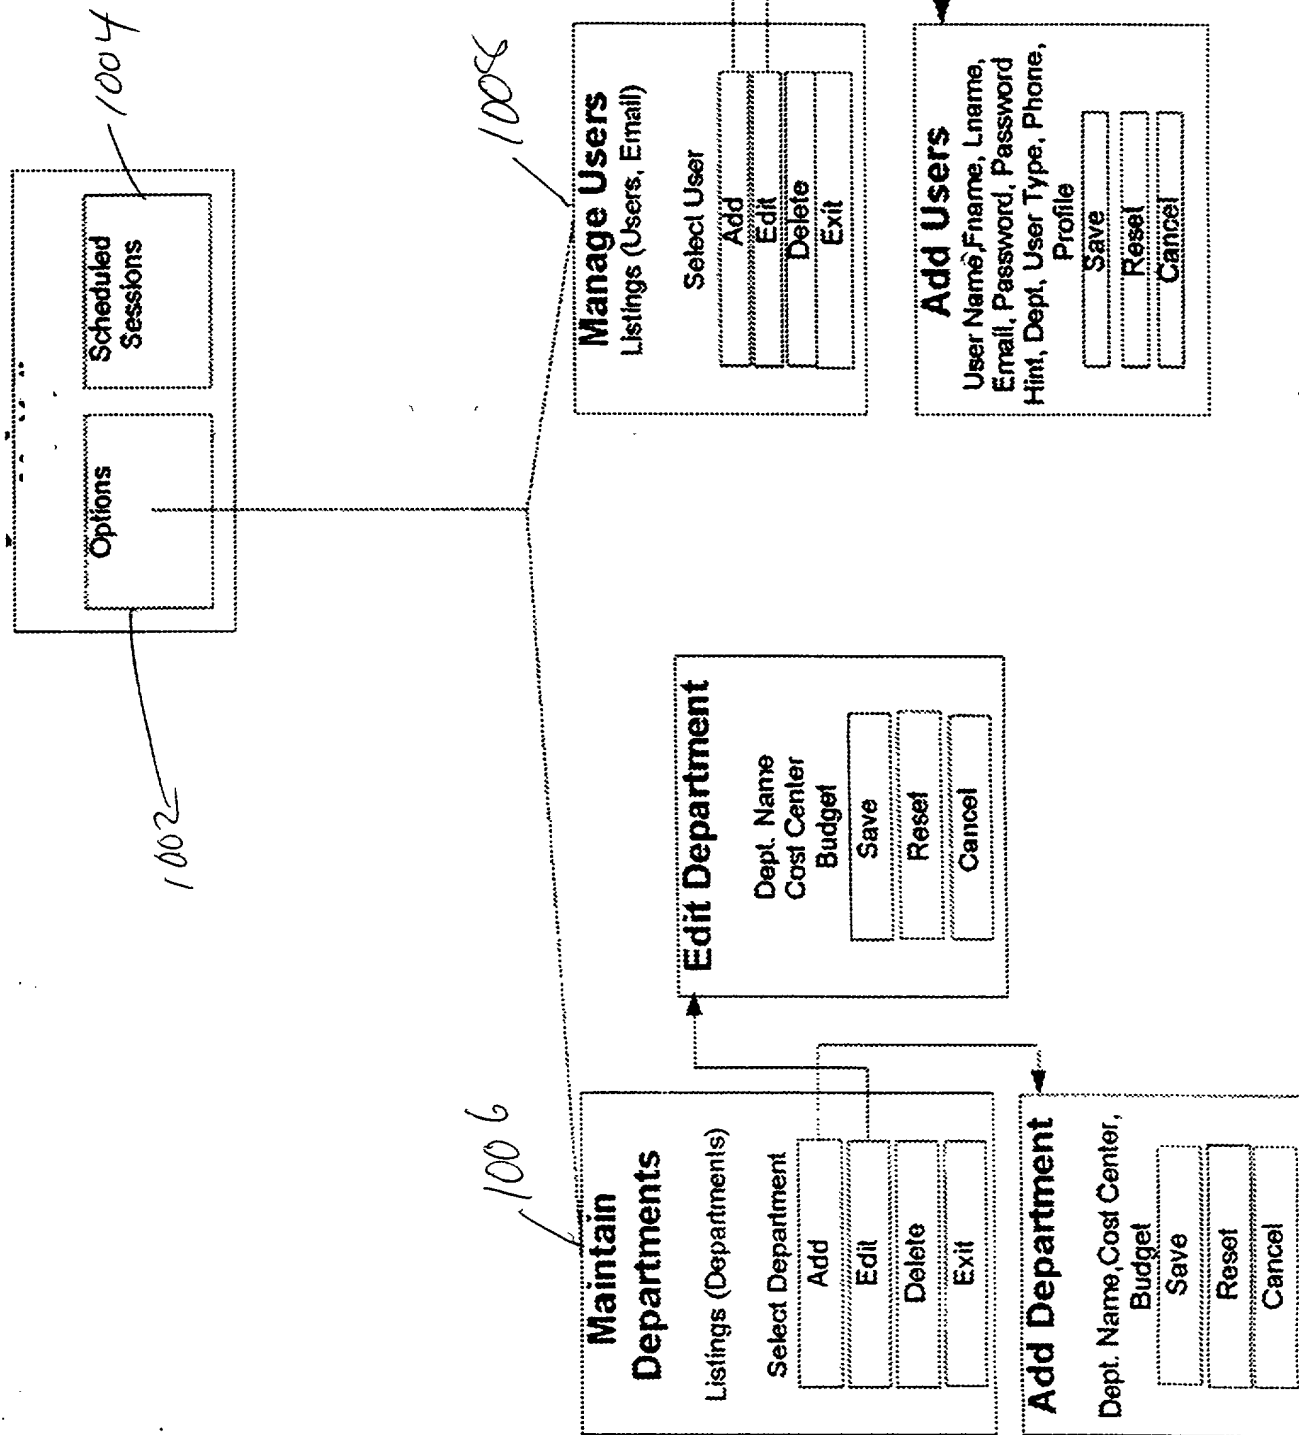 1002
Options
Scheduled
Sessions
1004
1006
Maintain
Departments
Listings (Departments)
Select Department
Add
Edit
Delete
Exit
Add Department
Dept. Name,Cost Center,
Budget
Save
Reset
Cancel
Edit Department
Dept. Name
Cost Center
Budget
Save
Reset
Cancel
1008
Manage Users
Listings (Users, Email)
Select User
Add
Edit
Delete
Exit
Add Users
User Name,Fname, Lname,
Email, Password, Password
Hint, Dept, User Type, Phone,
Profile
Save
Reset
Cancel